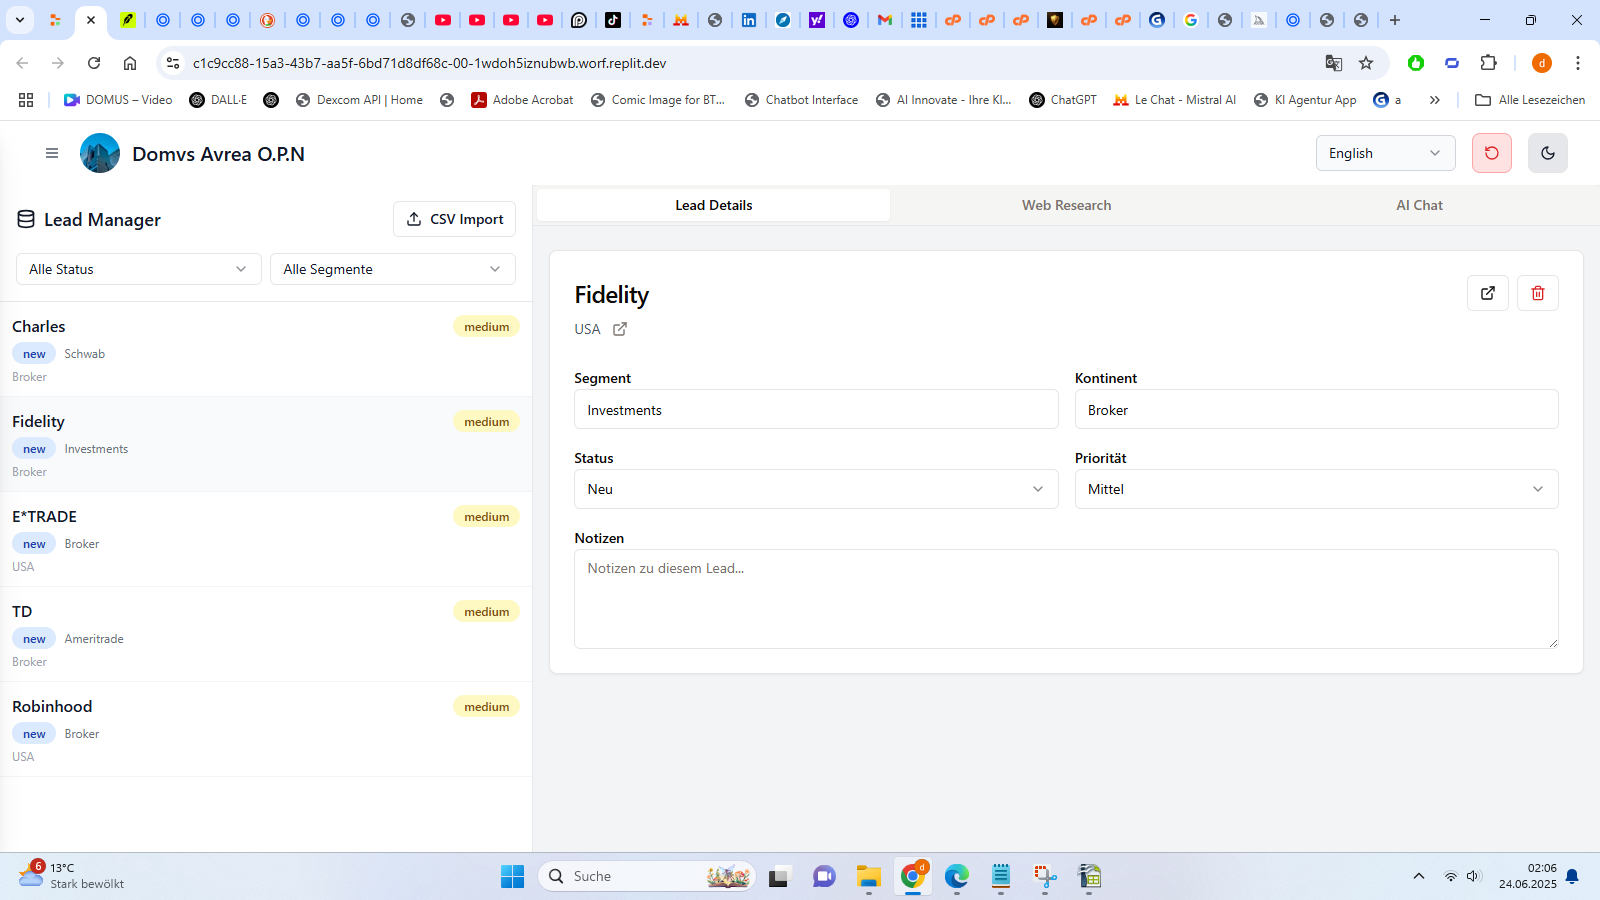 c1c9cc88-15a3-43b7-aa5f-6bd71d8df68c-00-1wdoh5iznubwb.worf.replit.dev
DOMUS – Video
DALL·E
Dexcom API | Home
Adobe Acrobat
Comic Image for BT...
Chatbot Interface
AI Innovate - Ihre KI...
ChatGPT
Le Chat - Mistral AI
KI Agentur App
a
»
Alle Lesezeichen
d
Domvs Avrea O.P.N
English
Lead Manager
CSV Import
Alle Status
Alle Segmente
Charles
medium
new
Schwab
Broker
Fidelity
medium
new
Investments
Broker
E*TRADE
medium
new
Broker
USA
TD
medium
new
Ameritrade
Broker
Robinhood
medium
new
Broker
USA
Lead Details
Web Research
AI Chat
Fidelity
USA
Segment
Investments
Kontinent
Broker
Status
Neu
Priorität
Mittel
Notizen
Notizen zu diesem Lead...
6
13°C
Stark bewölkt
Suche
d
02:06
24.06.2025